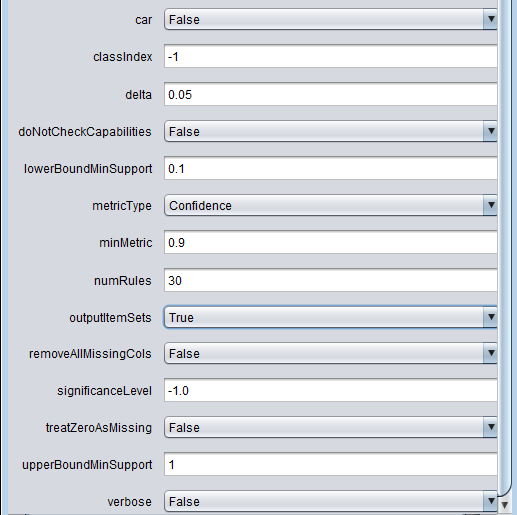 car False
classIndex -1
delta 0.05
doNotCheckCapabilities False
lowerBoundMinSupport 0.1
metricType Confidence
minMetric 0.9
numRules 30
outputItemSets True
removeAllMissingCols False
significanceLevel -1.0
treatZeroAsMissing False
upperBoundMinSupport 1
verbose False